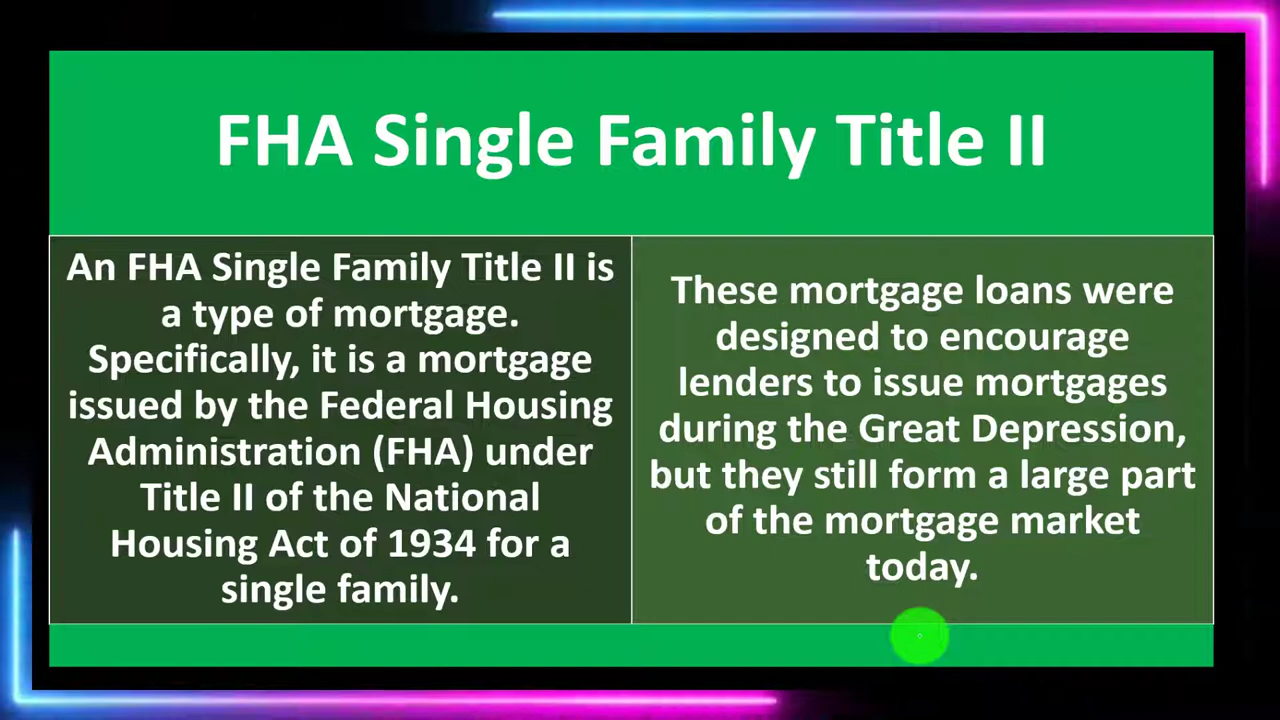 FHA Single Family Title II
An FHA Single Family Title II is
a type of mortgage.
Specifically, it is a mortgage
issued by the Federal Housing
Administration (FHA) under
Title II of the National
Housing Act of 1934 for a
single family.
These mortgage loans were
designed to encourage
lenders to issue mortgages
during the Great Depression,
but they still form a large part
of the mortgage market
today.